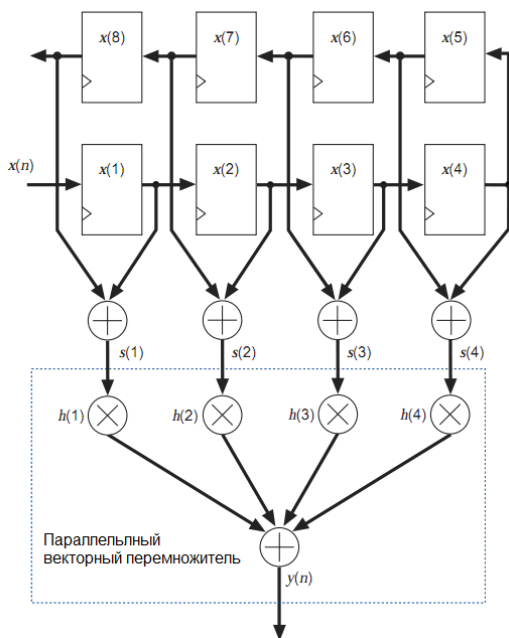 x(8) x(7) x(6) x(5)
x(n) x(1) x(2) x(3) x(4)
s(1) s(2) s(3) s(4)
h(1) h(2) h(3) h(4)
Параллельлный
векторный перемножитель
y(n)